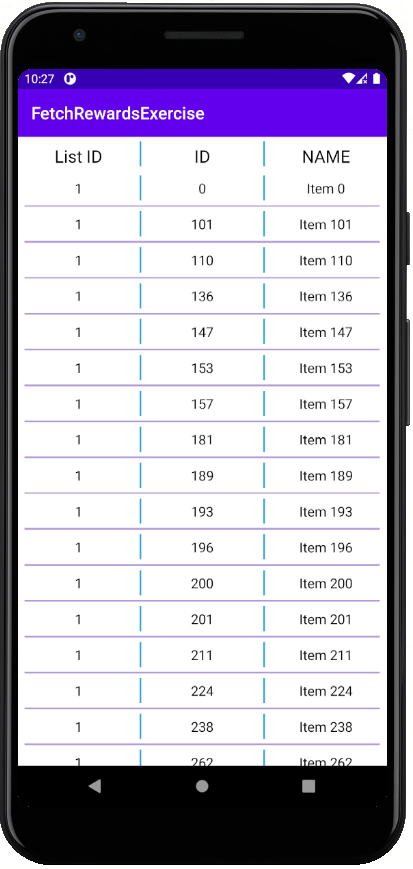 10:27
FetchRewardsExercise
List ID ID NAME
1 0 Item 0
1 101 Item 101
1 110 Item 110
1 136 Item 136
1 147 Item 147
1 153 Item 153
1 157 Item 157
1 181 Item 181
1 189 Item 189
1 193 Item 193
1 196 Item 196
1 200 Item 200
1 201 Item 201
1 211 Item 211
1 224 Item 224
1 238 Item 238
1 262 Item 262